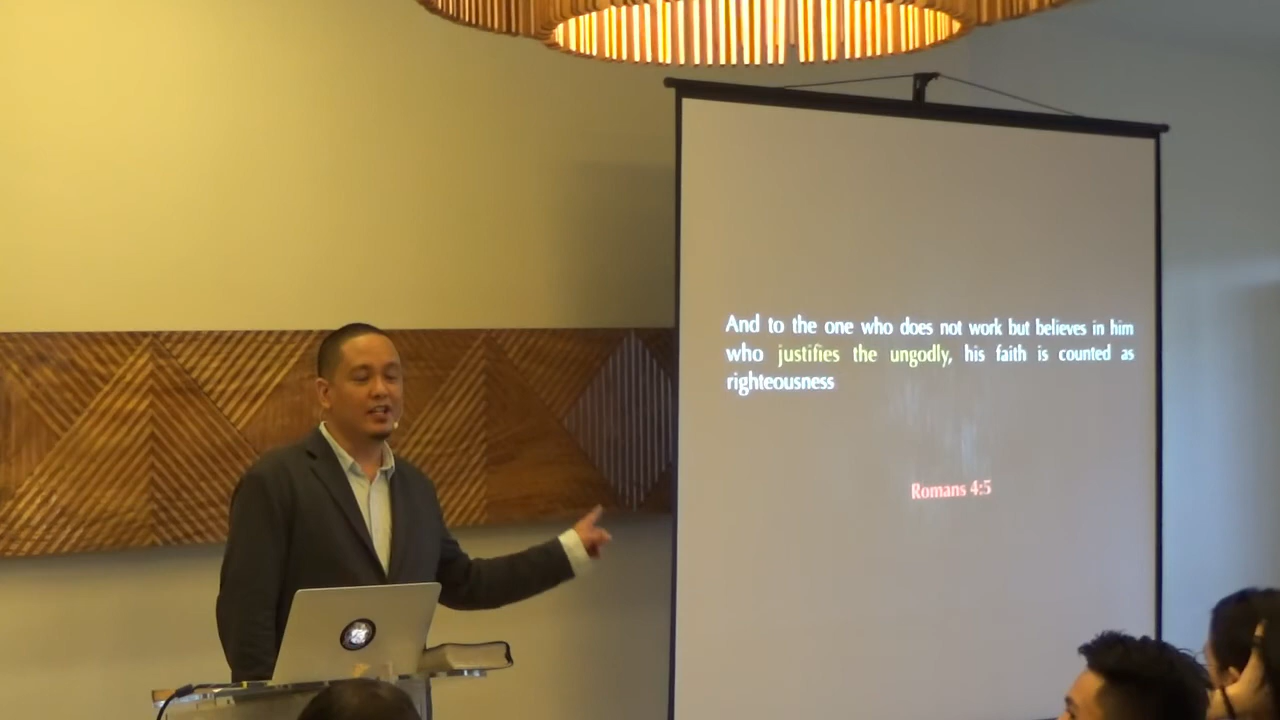 And to the one who does not work but believes in him
who justifies the ungodly, his faith is counted as
righteousness
Romans 4:5